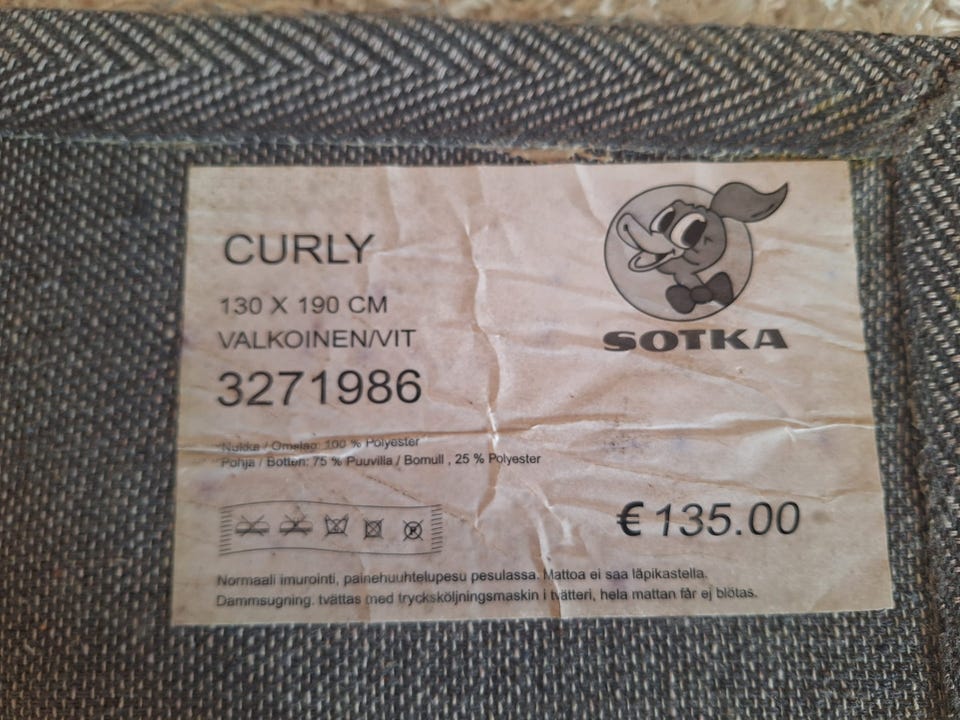 CURLY
130 X 190 CM
VALKOINEN/VIT
3271986
SOTKA
Nukka / Omslag: 100 % Polyester
Pohja / Botten: 75 % Puuvilla / Bomull , 25 % Polyester
€ 135.00
Normaali imurointi, painehuuhtelupesu pesulassa. Mattoa ei saa läpikastella.
Dammsugning. tvättas med trycksköljningsmaskin i tvätteri, hela mattan får ej blötas.